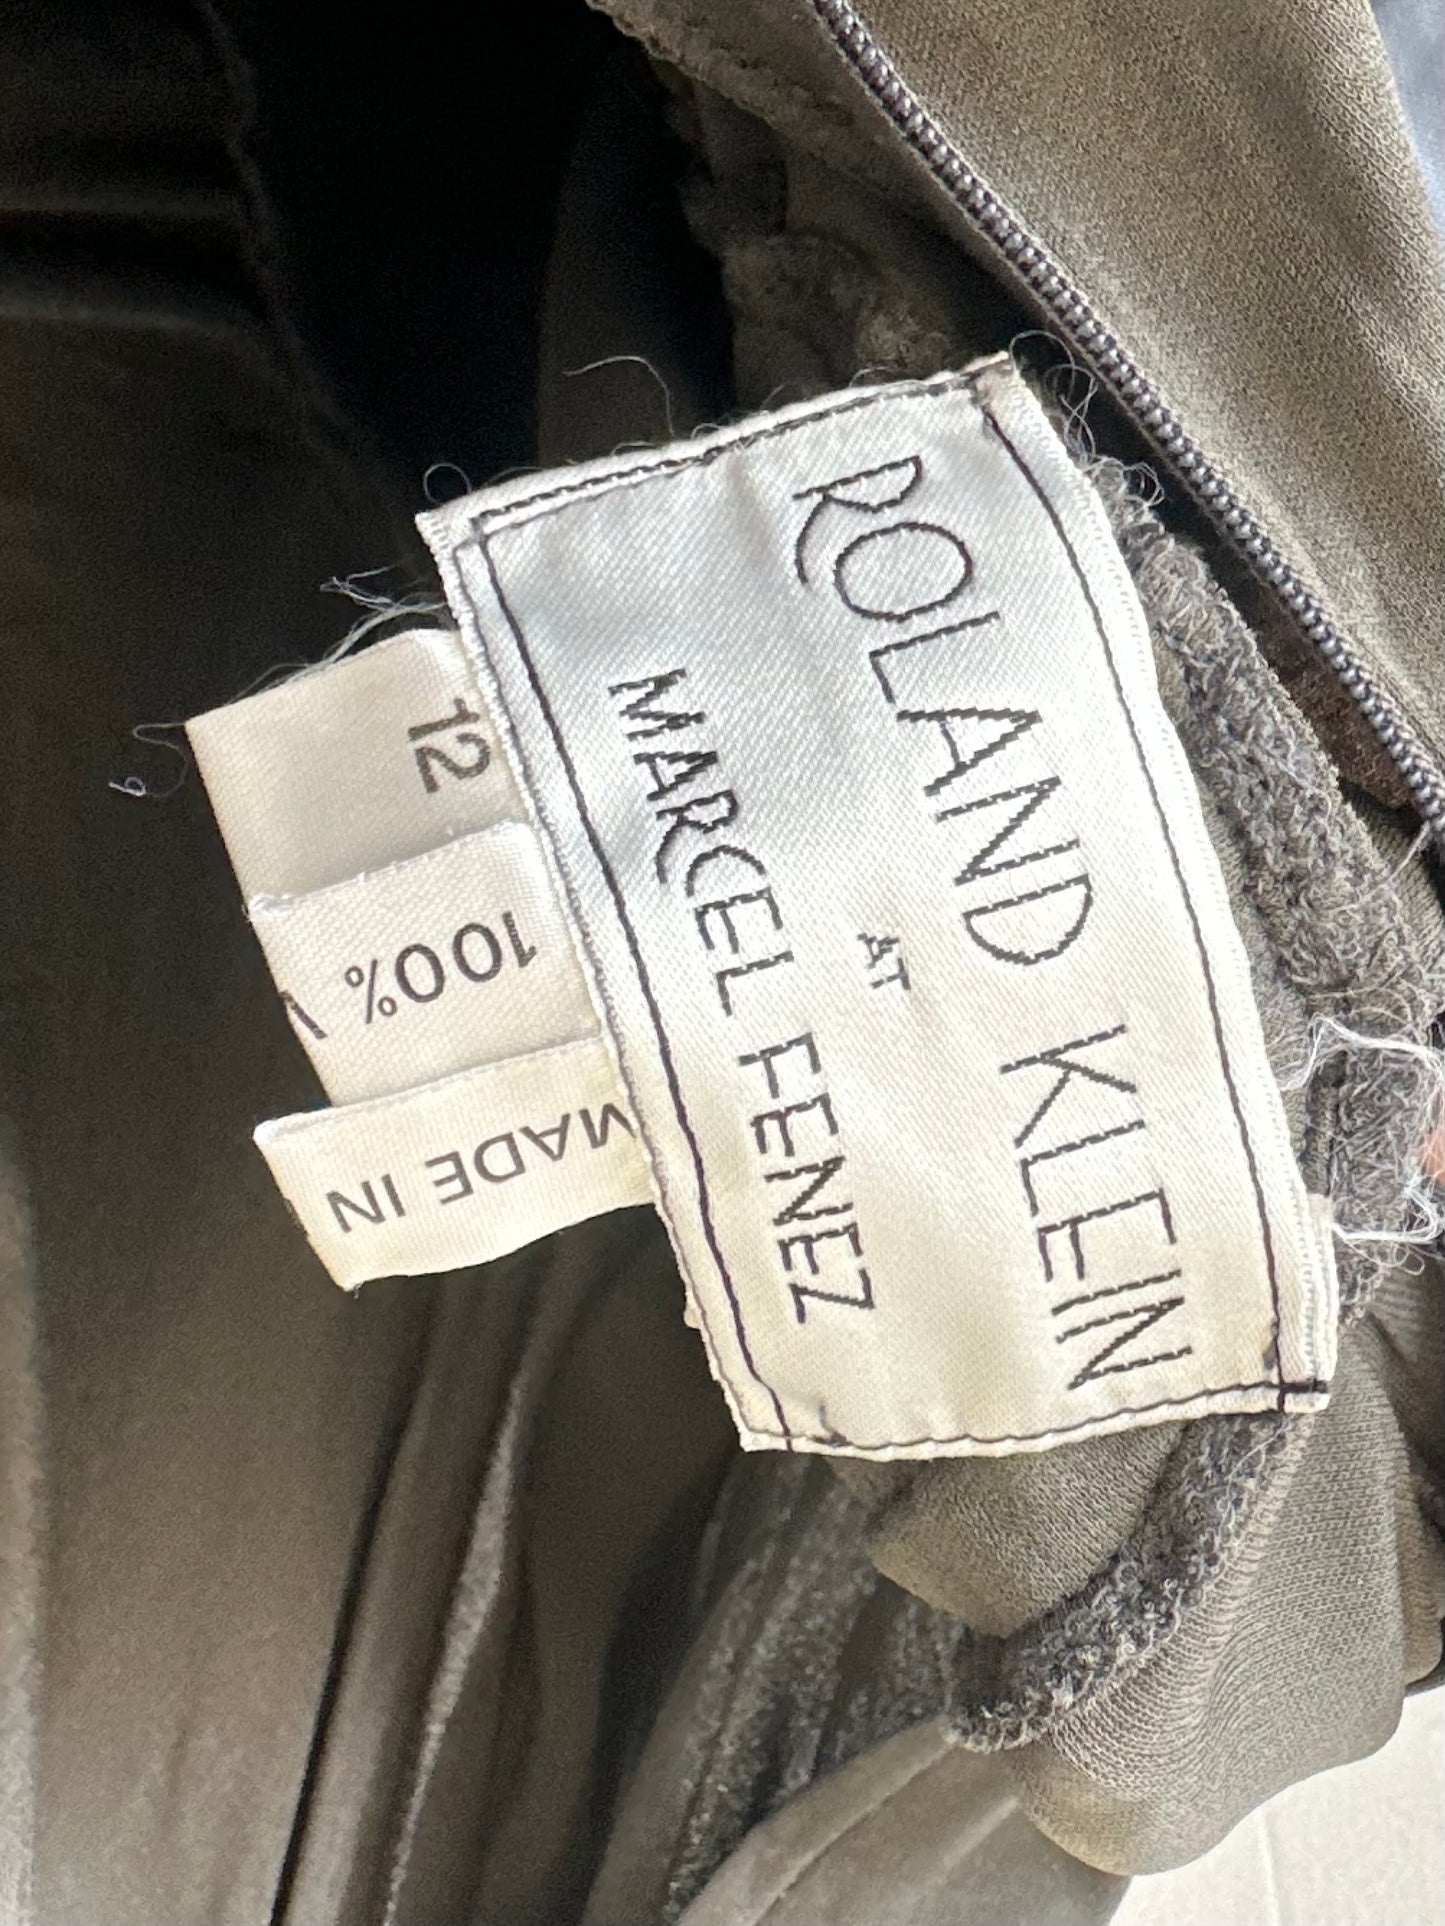 ROLAND KLEIN
AT
MARCEL FENEZ
12
100%
MADE IN